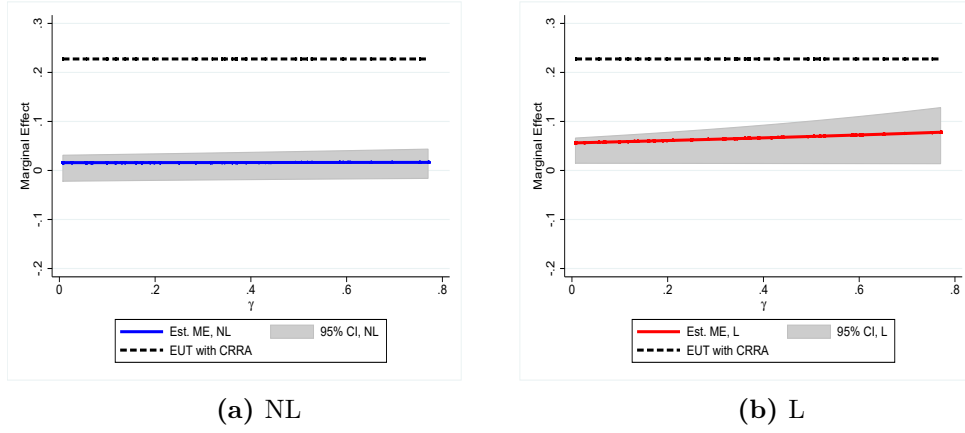 .3
.2
.1
0
-.1
-.2
Marginal Effect
0
.2
.4
.6
.8
γ
Est. ME, NL
95% CI, NL
EUT with CRRA
(a) NL
.3
.2
.1
0
-.1
-.2
Marginal Effect
0
.2
.4
.6
.8
γ
Est. ME, L
95% CI, L
EUT with CRRA
(b) L